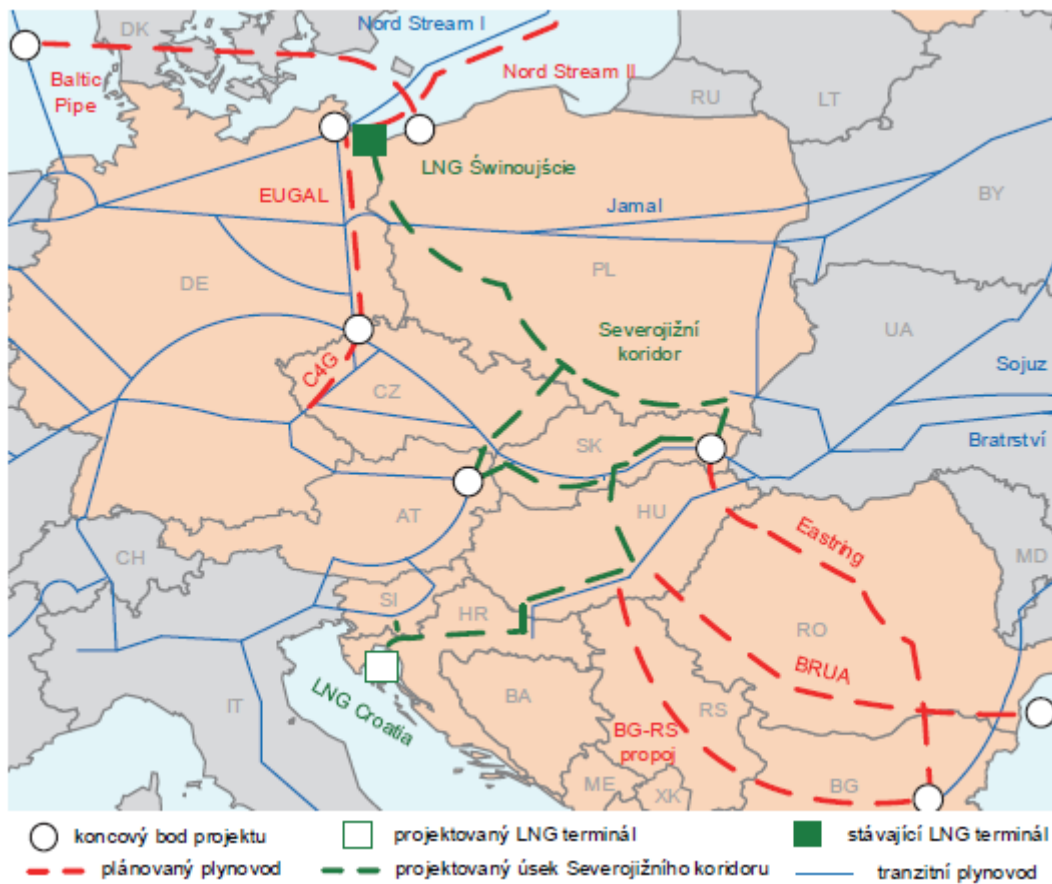 Nord Stream I
DK
Baltic
Pipe
Nord Stream II
RU
LT
LNG Świnoujście
EUGAL
Jamal
BY
DE
PL
Severojižní
koridor
UA
Sojuz
C4G
CZ
SK
Bratrství
AT
HU
CH
Eastring
MD
SI
HR
RO
BRUA
LNG Croatia
BA
IT
RS
BG-RS
propoj
ME
XK
BG
koncový bod projektu
projektovaný LNG terminál
stávající LNG terminál
plánovaný plynovod
projektovaný úsek Severojižního koridoru
tranzitní plynovod